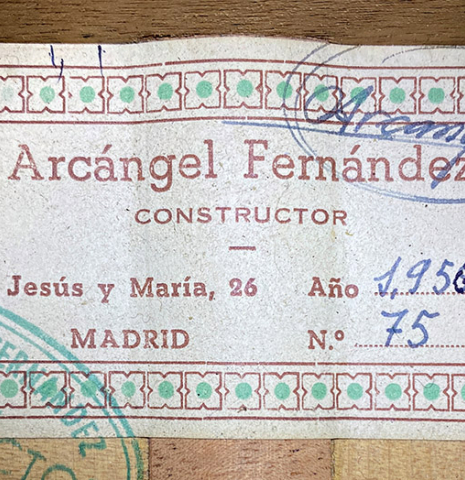 Arcángel Fernández
CONSTRUCTOR
Jesús y María, 26 Año 1,956
MADRID N.º 75